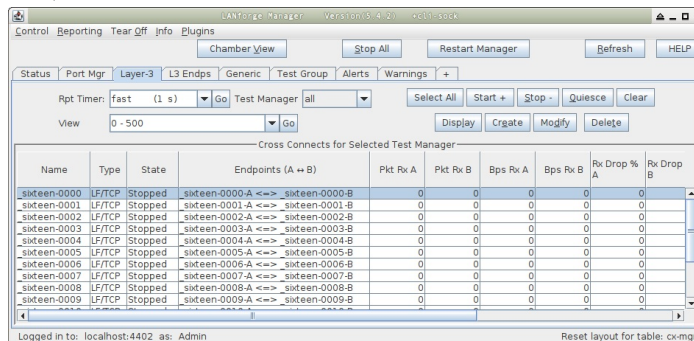 LANforge Manager Version(5.4.2) +cli-sock
Control Reporting Tear Off Info Plugins
Chamber View Stop All Restart Manager Refresh HELP
Status Port Mgr Layer-3 L3 Endps Generic Test Group Alerts Warnings +
Rpt Timer: fast (1 s) Go Test Manager all Select All Start + Stop - Quiesce Clear
View 0 - 500 Go Display Create Modify Delete
Cross Connects for Selected Test Manager
Name Type State Endpoints (A ↔ B) Pkt Rx A Pkt Rx B Bps Rx A Bps Rx B Rx Drop % A Rx Drop B
_sixteen-0000 LF/TCP Stopped _sixteen-0000-A <=> _sixteen-0000-B 0 0 0 0 0
_sixteen-0001 LF/TCP Stopped _sixteen-0001-A <=> _sixteen-0001-B 0 0 0 0 0
_sixteen-0002 LF/TCP Stopped _sixteen-0002-A <=> _sixteen-0002-B 0 0 0 0 0
_sixteen-0003 LF/TCP Stopped _sixteen-0003-A <=> _sixteen-0003-B 0 0 0 0 0
_sixteen-0004 LF/TCP Stopped _sixteen-0004-A <=> _sixteen-0004-B 0 0 0 0 0
_sixteen-0005 LF/TCP Stopped _sixteen-0005-A <=> _sixteen-0005-B 0 0 0 0 0
_sixteen-0006 LF/TCP Stopped _sixteen-0006-A <=> _sixteen-0006-B 0 0 0 0 0
_sixteen-0007 LF/TCP Stopped _sixteen-0007-A <=> _sixteen-0007-B 0 0 0 0 0
_sixteen-0008 LF/TCP Stopped _sixteen-0008-A <=> _sixteen-0008-B 0 0 0 0 0
_sixteen-0009 LF/TCP Stopped _sixteen-0009-A <=> _sixteen-0009-B 0 0 0 0 0
Logged in to: localhost:4402 as: Admin Reset layout for table: cx-mg